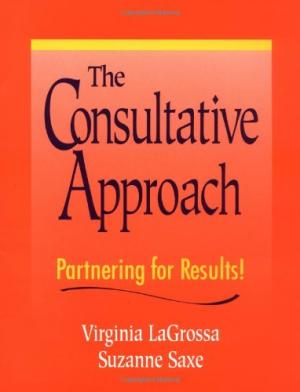 The
Consultative
Approach
Partnering for Results!
Virginia LaGrossa
Suzanne Saxe